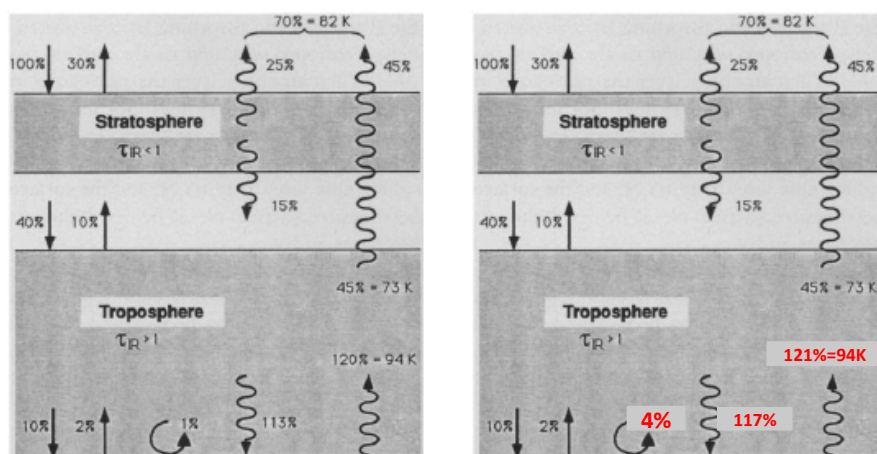 70% = 82 K
100% 30% 25% 45%
Stratosphere
τIR < 1
15%
40% 10%
45% = 73 K
Troposphere
τIR > 1
120% = 94 K
10% 2% 1% 113%
70% = 82 K
100% 30% 25% 45%
Stratosphere
τIR < 1
15%
40% 10%
45% = 73 K
Troposphere
τIR > 1
121%=94K
10% 2% 4% 117%